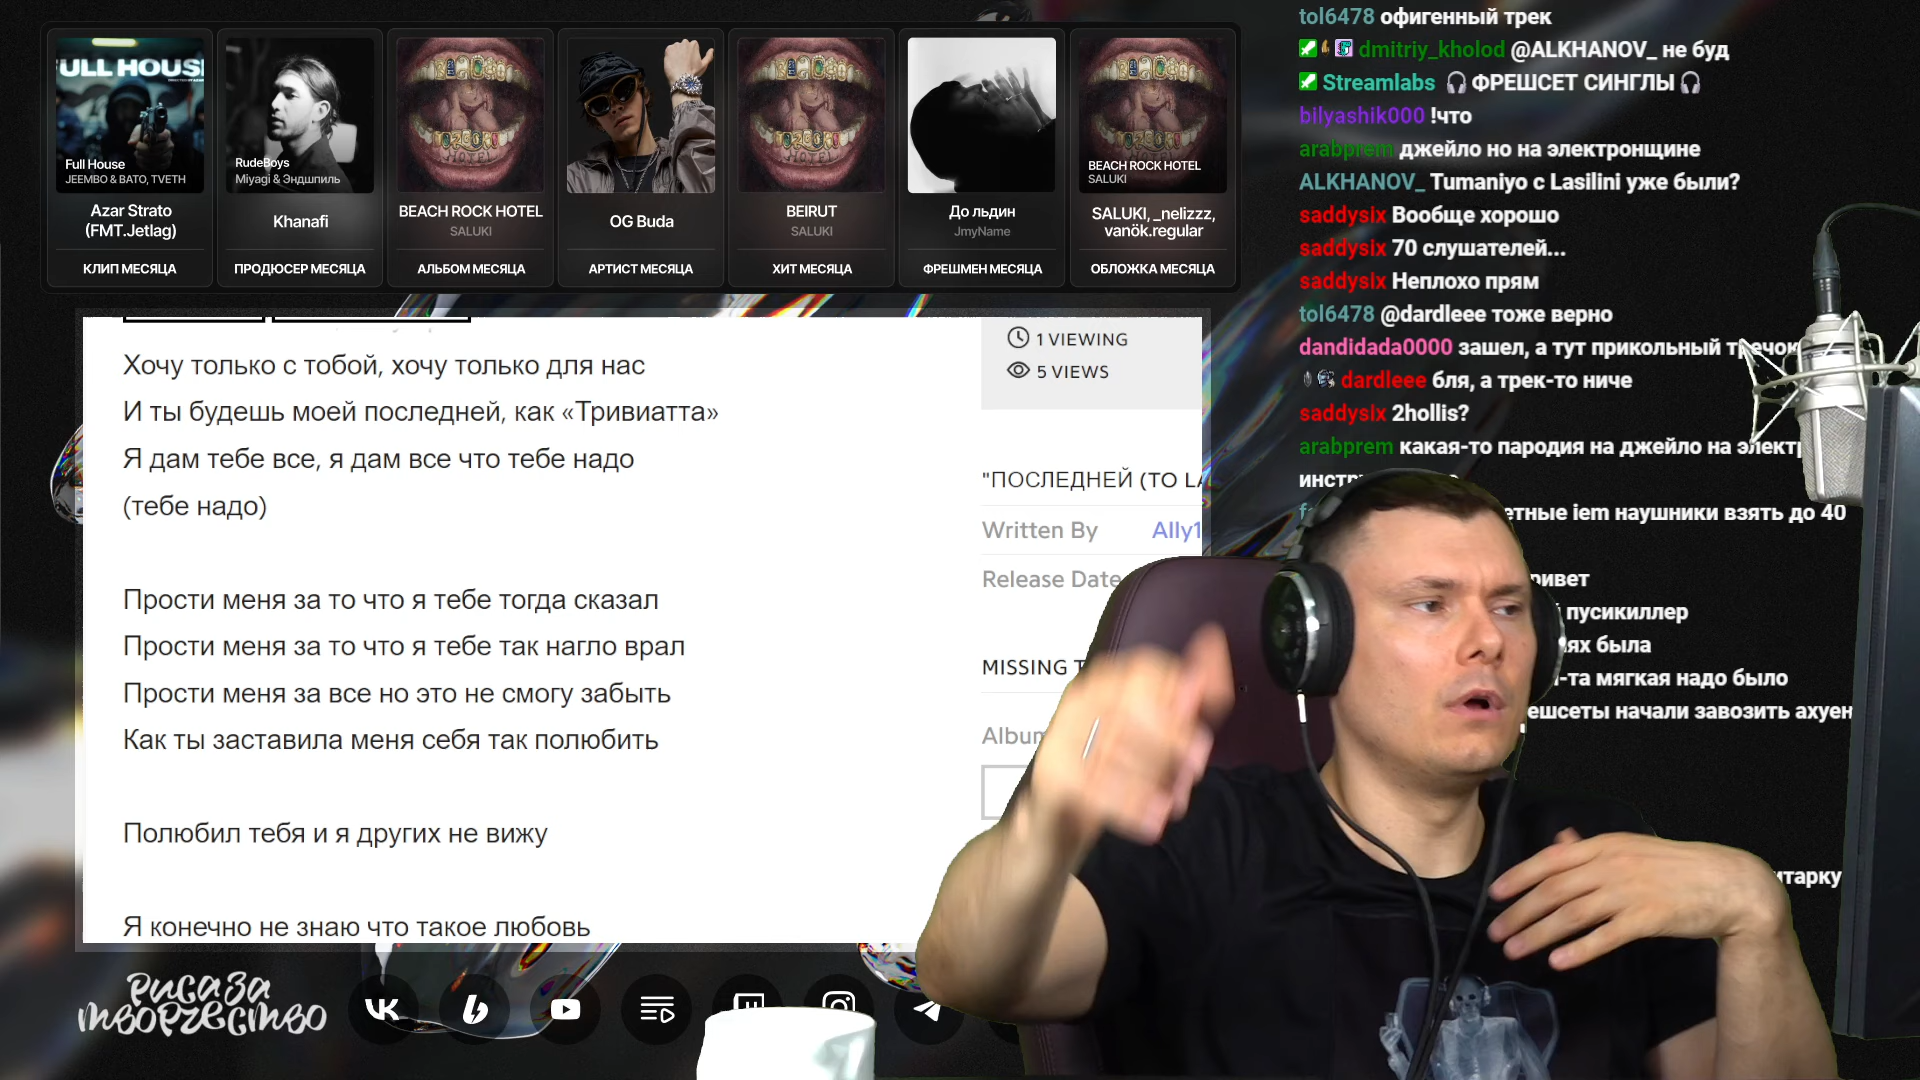 ULL HOUS
Full House
JEEMBO & BATO, TVETH
Azar Strato
(FMT.Jetlag)
КЛИП МЕСЯЦА
RudeBoys
Miyagi & Эндшпиль
Khanafi
ПРОДЮСЕР МЕСЯЦА
BEACH ROCK HOTEL
SALUKI
АЛЬБОМ МЕСЯЦА
OG Buda
АРТИСТ МЕСЯЦА
BEIRUT
SALUKI
ХИТ МЕСЯЦА
До льдин
JmyName
ФРЕШМЕН МЕСЯЦА
BEACH ROCK HOTEL
SALUKI
SALUKI, _nelizzz,
vanök.regular
ОБЛОЖКА МЕСЯЦА
Хочу только с тобой, хочу только для нас
И ты будешь моей последней, как «Тривиатта»
Я дам тебе все, я дам все что тебе надо
(тебе надо)
Прости меня за то что я тебе тогда сказал
Прости меня за то что я тебе так нагло врал
Прости меня за все но это не смогу забыть
Как ты заставила меня себя так полюбить
Полюбил тебя и я других не вижу
Я конечно не знаю что такое любовь
1 VIEWING
5 VIEWS
"ПОСЛЕДНЕЙ (TO LA
Written By Ally1
Release Date
MISSING T
Album
tol6478 офигенный трек
dmitriy_kholod @ALKHANOV_ не буд
Streamlabs 🎧 ФРЕШСЕТ СИНГЛЫ 🎧
bilyashik000 !что
arabprem джейло но на электронщине
ALKHANOV_ Tumaniyo с Lasilini уже были?
saddysix Вообще хорошо
saddysix 70 слушателей...
saddysix Неплохо прям
tol6478 @dardleee тоже верно
dandidada0000 зашел, а тут прикольный тречок
dardleee бля, а трек-то ниче
saddysix 2hollis?
arabprem какая-то пародия на джейло на электр
инстр
етные iem наушники взять до 40
ривет
пусикиллер
ях была
-та мягкая надо было
ешсеты начали завозить ахуен
итарку
РИСАЗА
ТВОРЧЕСТВО